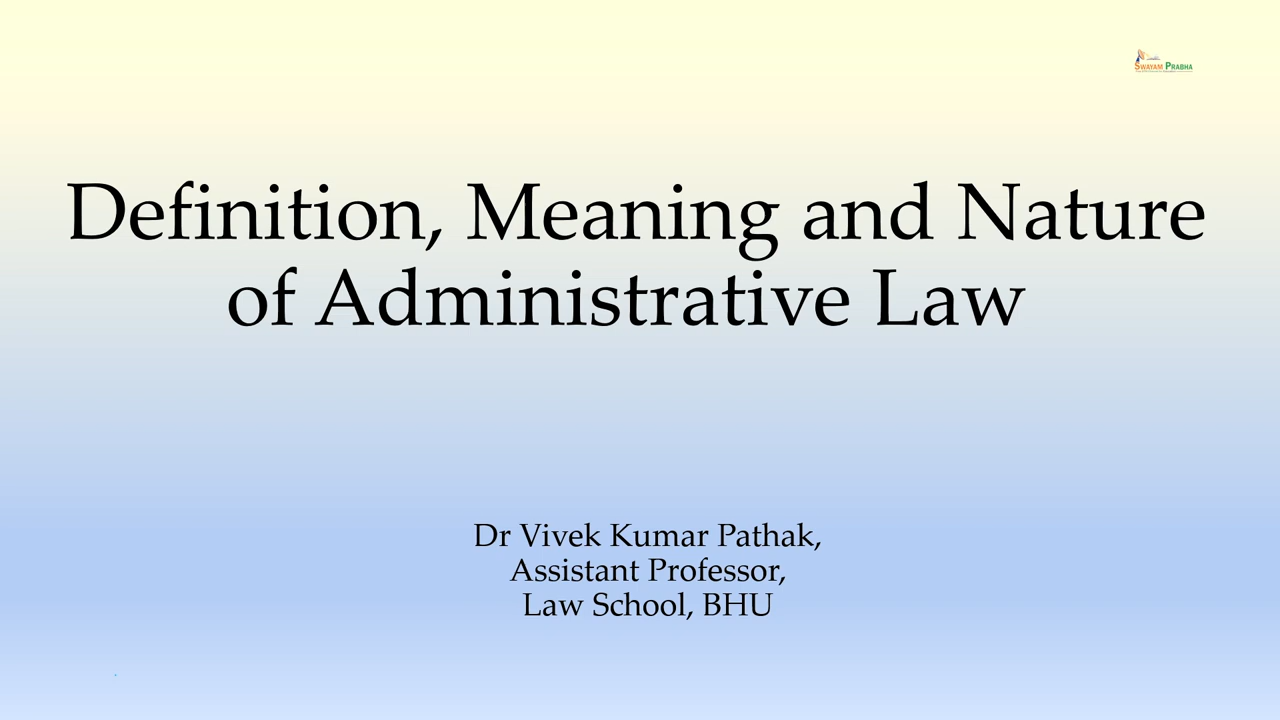 SWAYAM PRABHA
Definition, Meaning and Nature
of Administrative Law
Dr Vivek Kumar Pathak,
Assistant Professor,
Law School, BHU